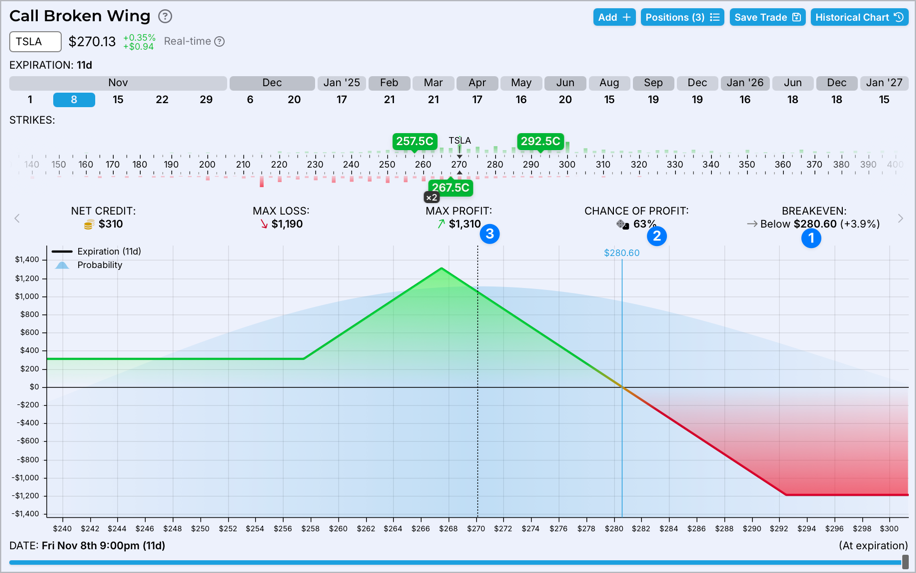 Call Broken Wing ?
Add + Positions (3) Save Trade Historical Chart
TSLA $270.13 +0.35% +$0.94 Real-time ?
EXPIRATION: 11d
Nov Dec Jan '25 Feb Mar Apr May Jun Aug Sep Dec Jan '26 Jun Dec Jan '27
1 8 15 22 29 6 20 17 21 21 17 16 20 15 19 19 16 18 18 15
STRIKES:
257.5C TSLA 292.5C
140 150 160 170 180 190 200 210 220 230 240 250 260 270 280 290 300 310 320 330 340 350 360 370 380 390 400
267.5C
x2
NET CREDIT: MAX LOSS: MAX PROFIT: CHANCE OF PROFIT: BREAKEVEN:
$310 $1,190 $1,310 63% Below $280.60 (+3.9%)
3 2 1
Expiration (11d)
Probability
$280.60
$1,400
$1,200
$1,000
$800
$600
$400
$200
$0
-$200
-$400
-$600
-$800
-$1,000
-$1,200
-$1,400
$240 $242 $244 $246 $248 $250 $252 $254 $256 $258 $260 $262 $264 $266 $268 $270 $272 $274 $276 $278 $280 $282 $284 $286 $288 $290 $292 $294 $296 $298 $300
DATE: Fri Nov 8th 9:00pm (11d) (At expiration)